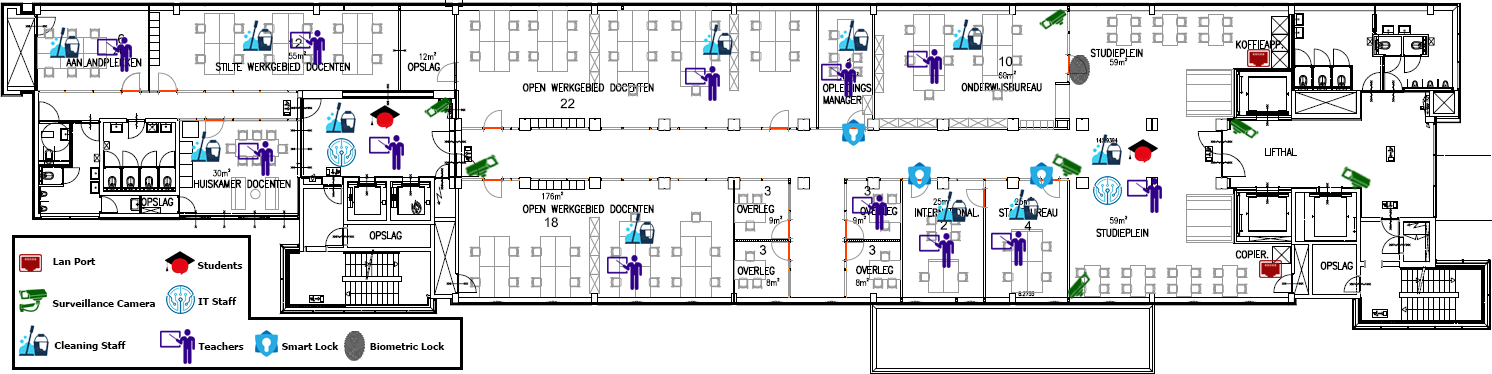 AANLANDPLEKKEN
12
55m²
STILTE WERKGEBIED DOCENTEN
12m²
OPSLAG
OPEN WERKGEBIED DOCENTEN
22
MANAGER
10
60m²
ONDERWIJSBUREAU
STUDIEPLEIN
59m²
KOFFIEAPP.
LIFTHAL
30m²
HUISKAMER DOCENTEN
OPSLAG
OPSLAG
176m²
OPEN WERKGEBIED DOCENTEN
18
3
OVERLEG
9m²
3
OVERLEG
9m²
3
OVERLEG
8m²
3
OVERLEG
8m²
25m²
INTERNATIONAL.
2
25m²
4
59m²
STUDIEPLEIN
COPIER.
OPSLAG
Lan Port
Students
Surveillance Camera
IT Staff
Cleaning Staff
Teachers
Smart Lock
Biometric Lock